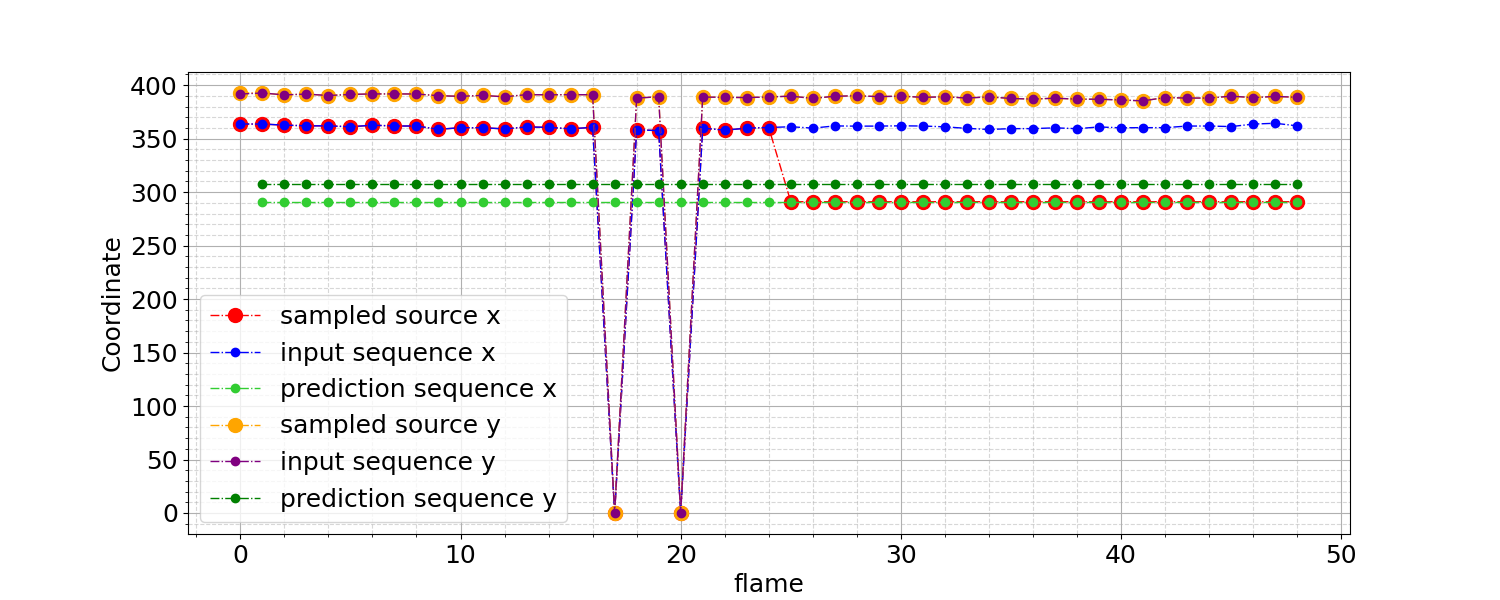 400
350
300
250
200
150
100
50
0
Coordinate
sampled source x
input sequence x
prediction sequence x
sampled source y
input sequence y
prediction sequence y
0 10 20 30 40 50
flame